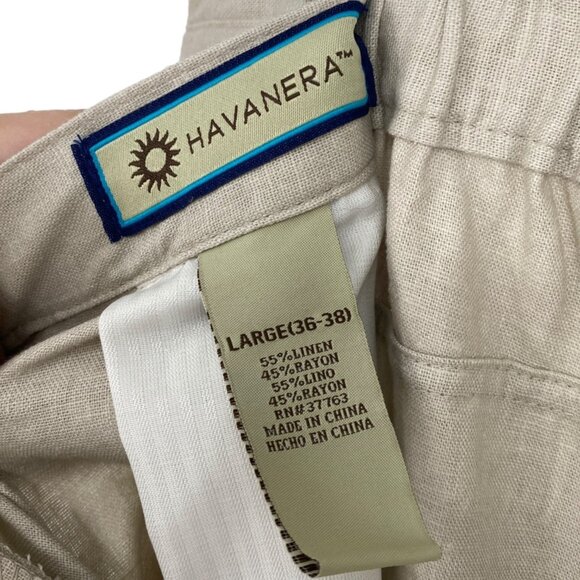 HAVANERA™
LARGE(36-38)
55%LINEN
45%RAYON
55%LINO
45%RAYON
RN#37763
MADE IN CHINA
HECHO EN CHINA